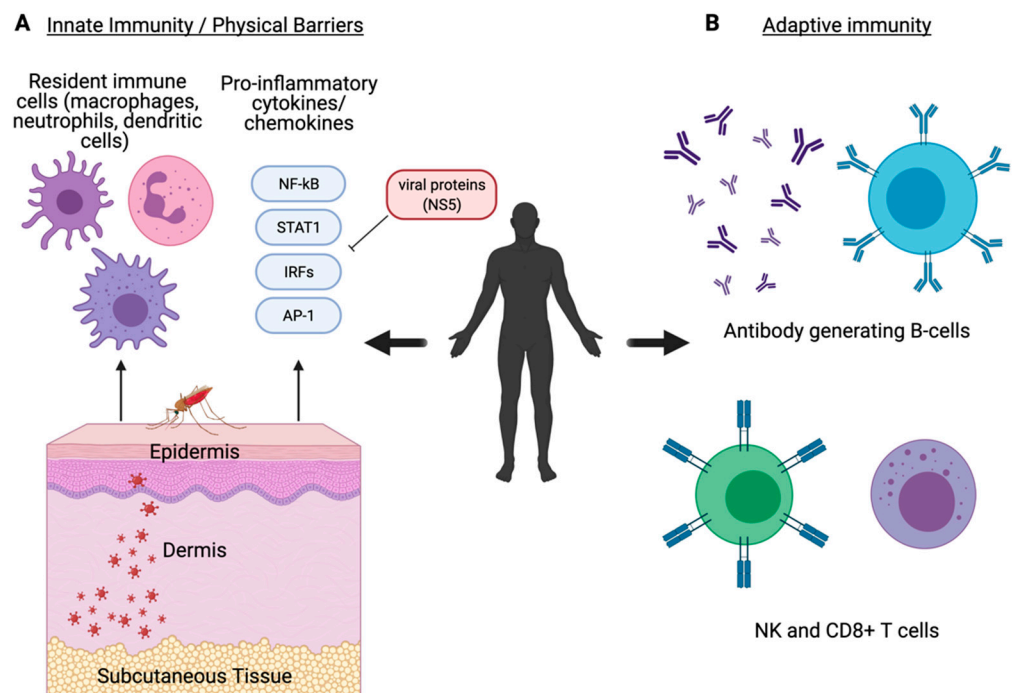 A Innate Immunity / Physical Barriers
Resident immune
cells (macrophages,
neutrophils, dendritic
cells)
Pro-inflammatory
cytokines/
chemokines
NF-kB
STAT1
IRFs
AP-1
viral proteins
(NS5)
Epidermis
Dermis
Subcutaneous Tissue
B Adaptive immunity
Antibody generating B-cells
NK and CD8+ T cells